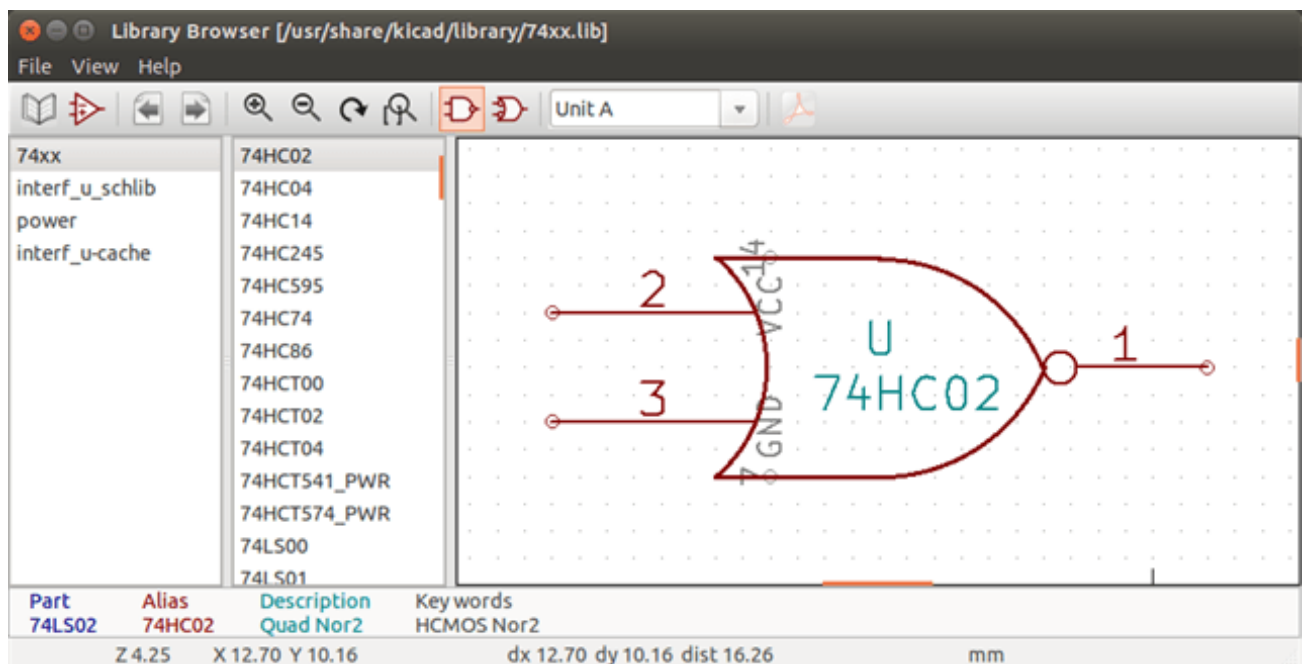 Library Browser [/usr/share/kicad/library/74xx.lib]
File View Help
Unit A
74xx
interf_u_schlib
power
interf_u-cache
74HC02
74HC04
74HC14
74HC245
74HC595
74HC74
74HC86
74HCT00
74HCT02
74HCT04
74HCT541_PWR
74HCT574_PWR
74LS00
74LS01
14
VCC
2
3
GND
7
U
74HC02
1
Part Alias Description Key words
74LS02 74HC02 Quad Nor2 HCMOS Nor2
Z 4.25 X 12.70 Y 10.16 dx 12.70 dy 10.16 dist 16.26 mm